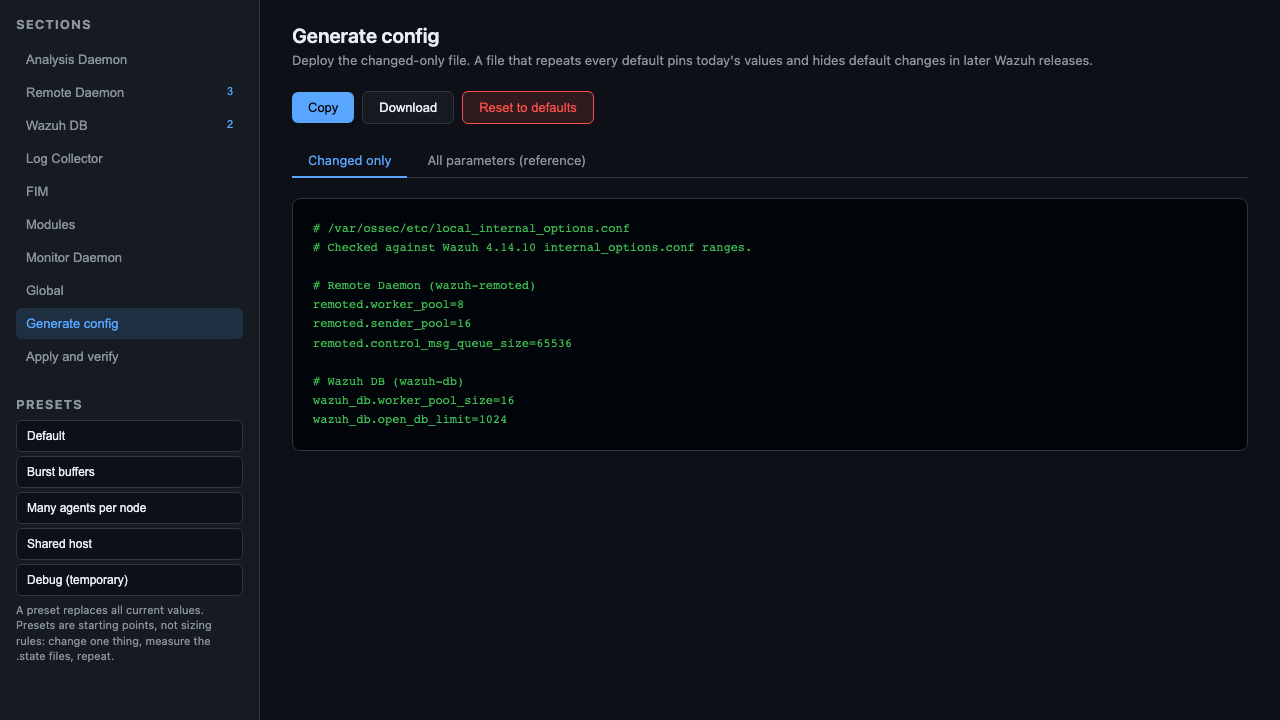 SECTIONS
Analysis Daemon
Remote Daemon 3
Wazuh DB 2
Log Collector
FIM
Modules
Monitor Daemon
Global
Generate config
Apply and verify
PRESETS
Default
Burst buffers
Many agents per node
Shared host
Debug (temporary)
A preset replaces all current values.
Presets are starting points, not sizing
rules: change one thing, measure the
.state files, repeat.
Generate config
Deploy the changed-only file. A file that repeats every default pins today's values and hides default changes in later Wazuh releases.
Copy Download Reset to defaults
Changed only All parameters (reference)
# /var/ossec/etc/local_internal_options.conf
# Checked against Wazuh 4.14.10 internal_options.conf ranges.
# Remote Daemon (wazuh-remoted)
remoted.worker_pool=8
remoted.sender_pool=16
remoted.control_msg_queue_size=65536
# Wazuh DB (wazuh-db)
wazuh_db.worker_pool_size=16
wazuh_db.open_db_limit=1024